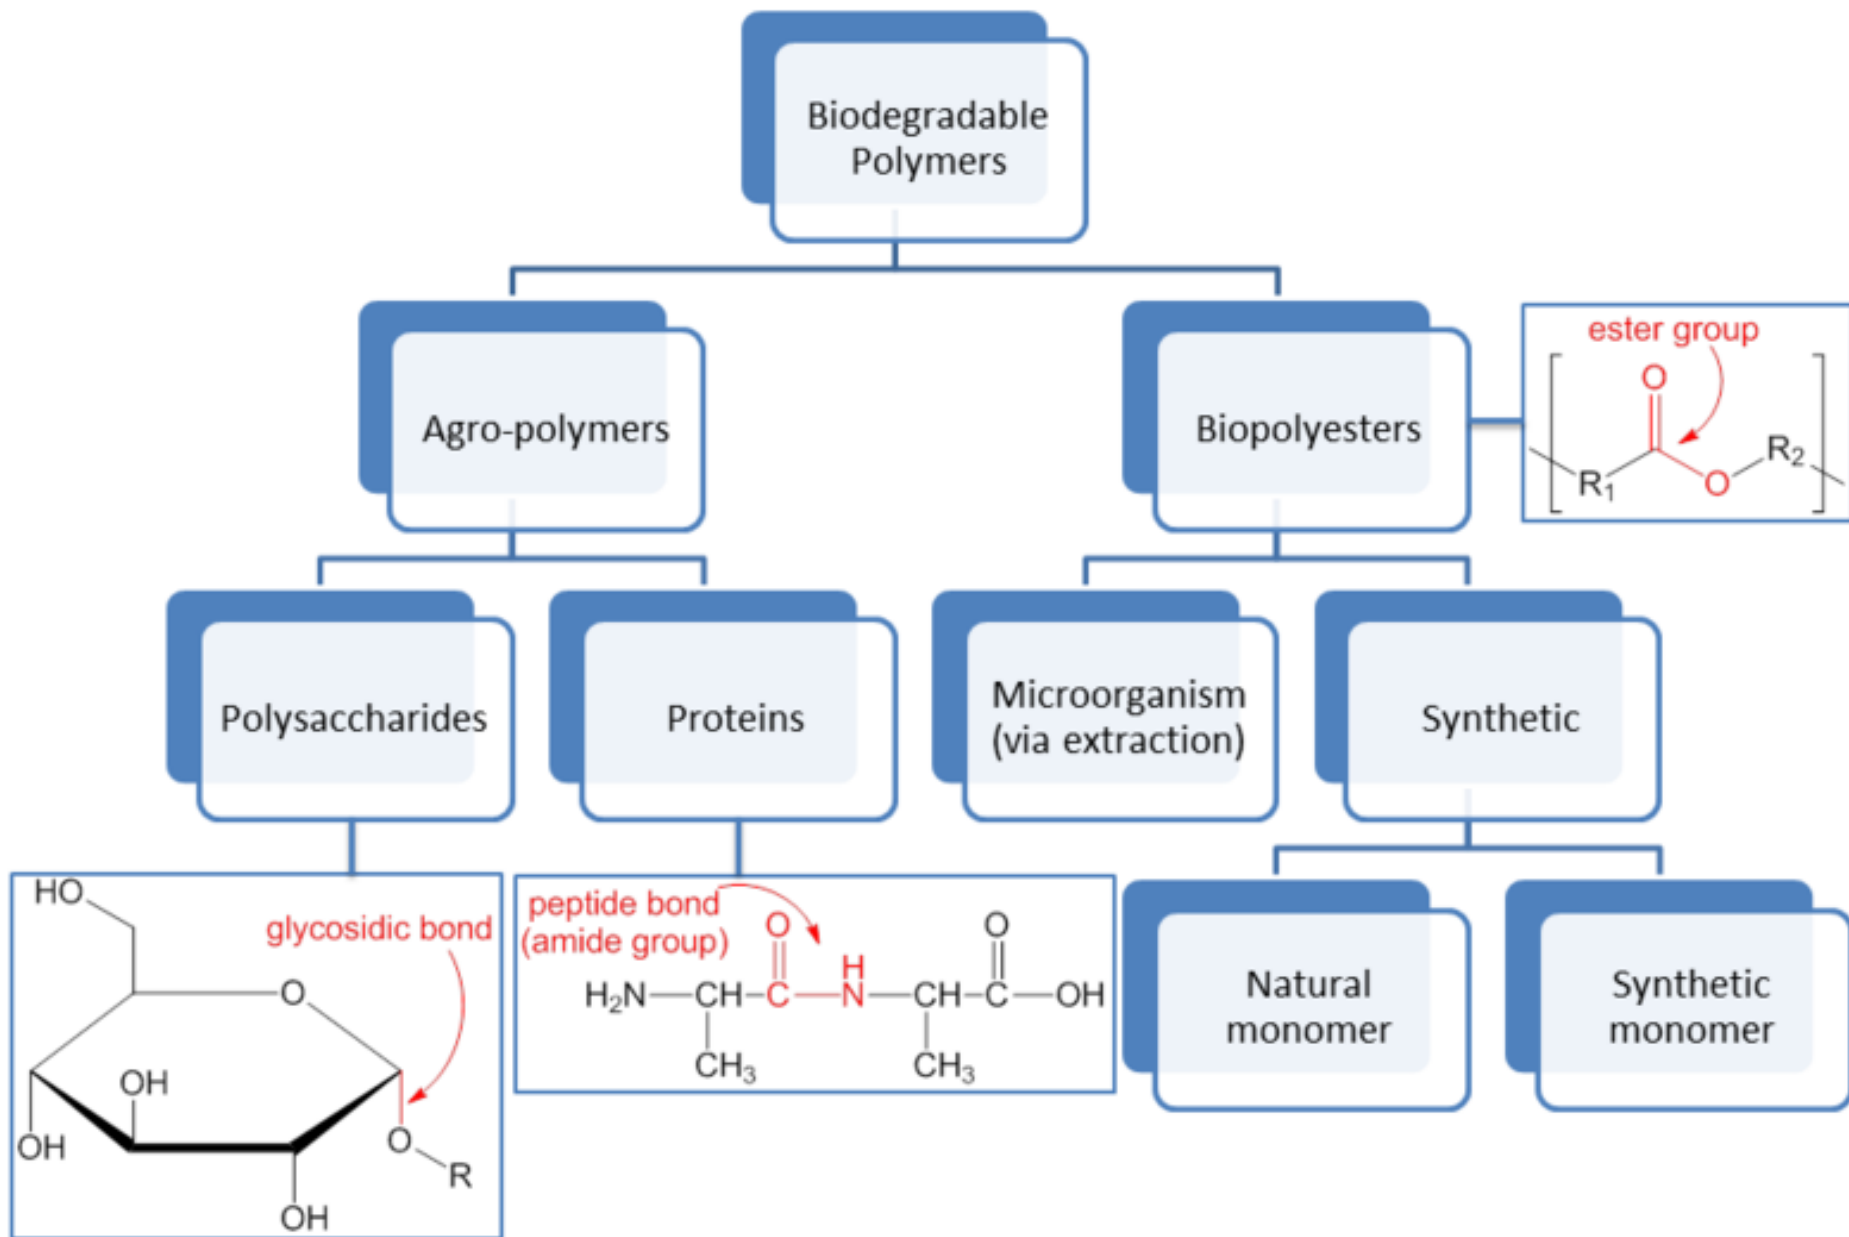 Biodegradable
Polymers
Agro-polymers
Biopolyesters
ester group
O
R₁
O
R₂
Polysaccharides
Proteins
Microorganism
(via extraction)
Synthetic
HO
glycosidic bond
O
OH
OH
O
R
OH
peptide bond
(amide group)
O
H
O
H₂N
CH
C
N
CH
C
OH
CH₃
CH₃
Natural
monomer
Synthetic
monomer